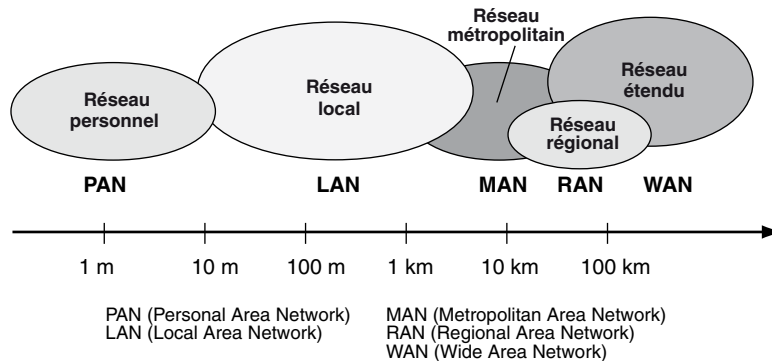 Réseau
métropolitain
Réseau
personnel
Réseau
local
Réseau
étendu
Réseau
régional
PAN LAN MAN RAN WAN
1 m 10 m 100 m 1 km 10 km 100 km
PAN (Personal Area Network)
LAN (Local Area Network)
MAN (Metropolitan Area Network)
RAN (Regional Area Network)
WAN (Wide Area Network)